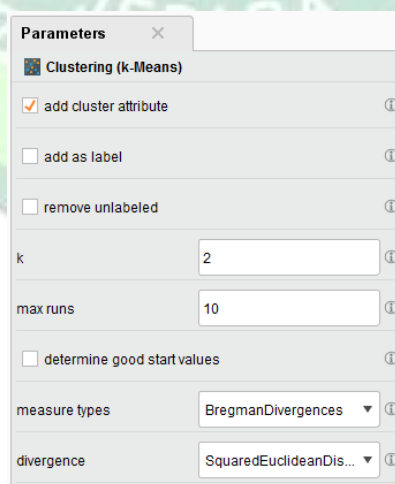 Parameters
Clustering (k-Means)
add cluster attribute
add as label
remove unlabeled
k 2
max runs 10
determine good start values
measure types BregmanDivergences
divergence SquaredEuclideanDis...